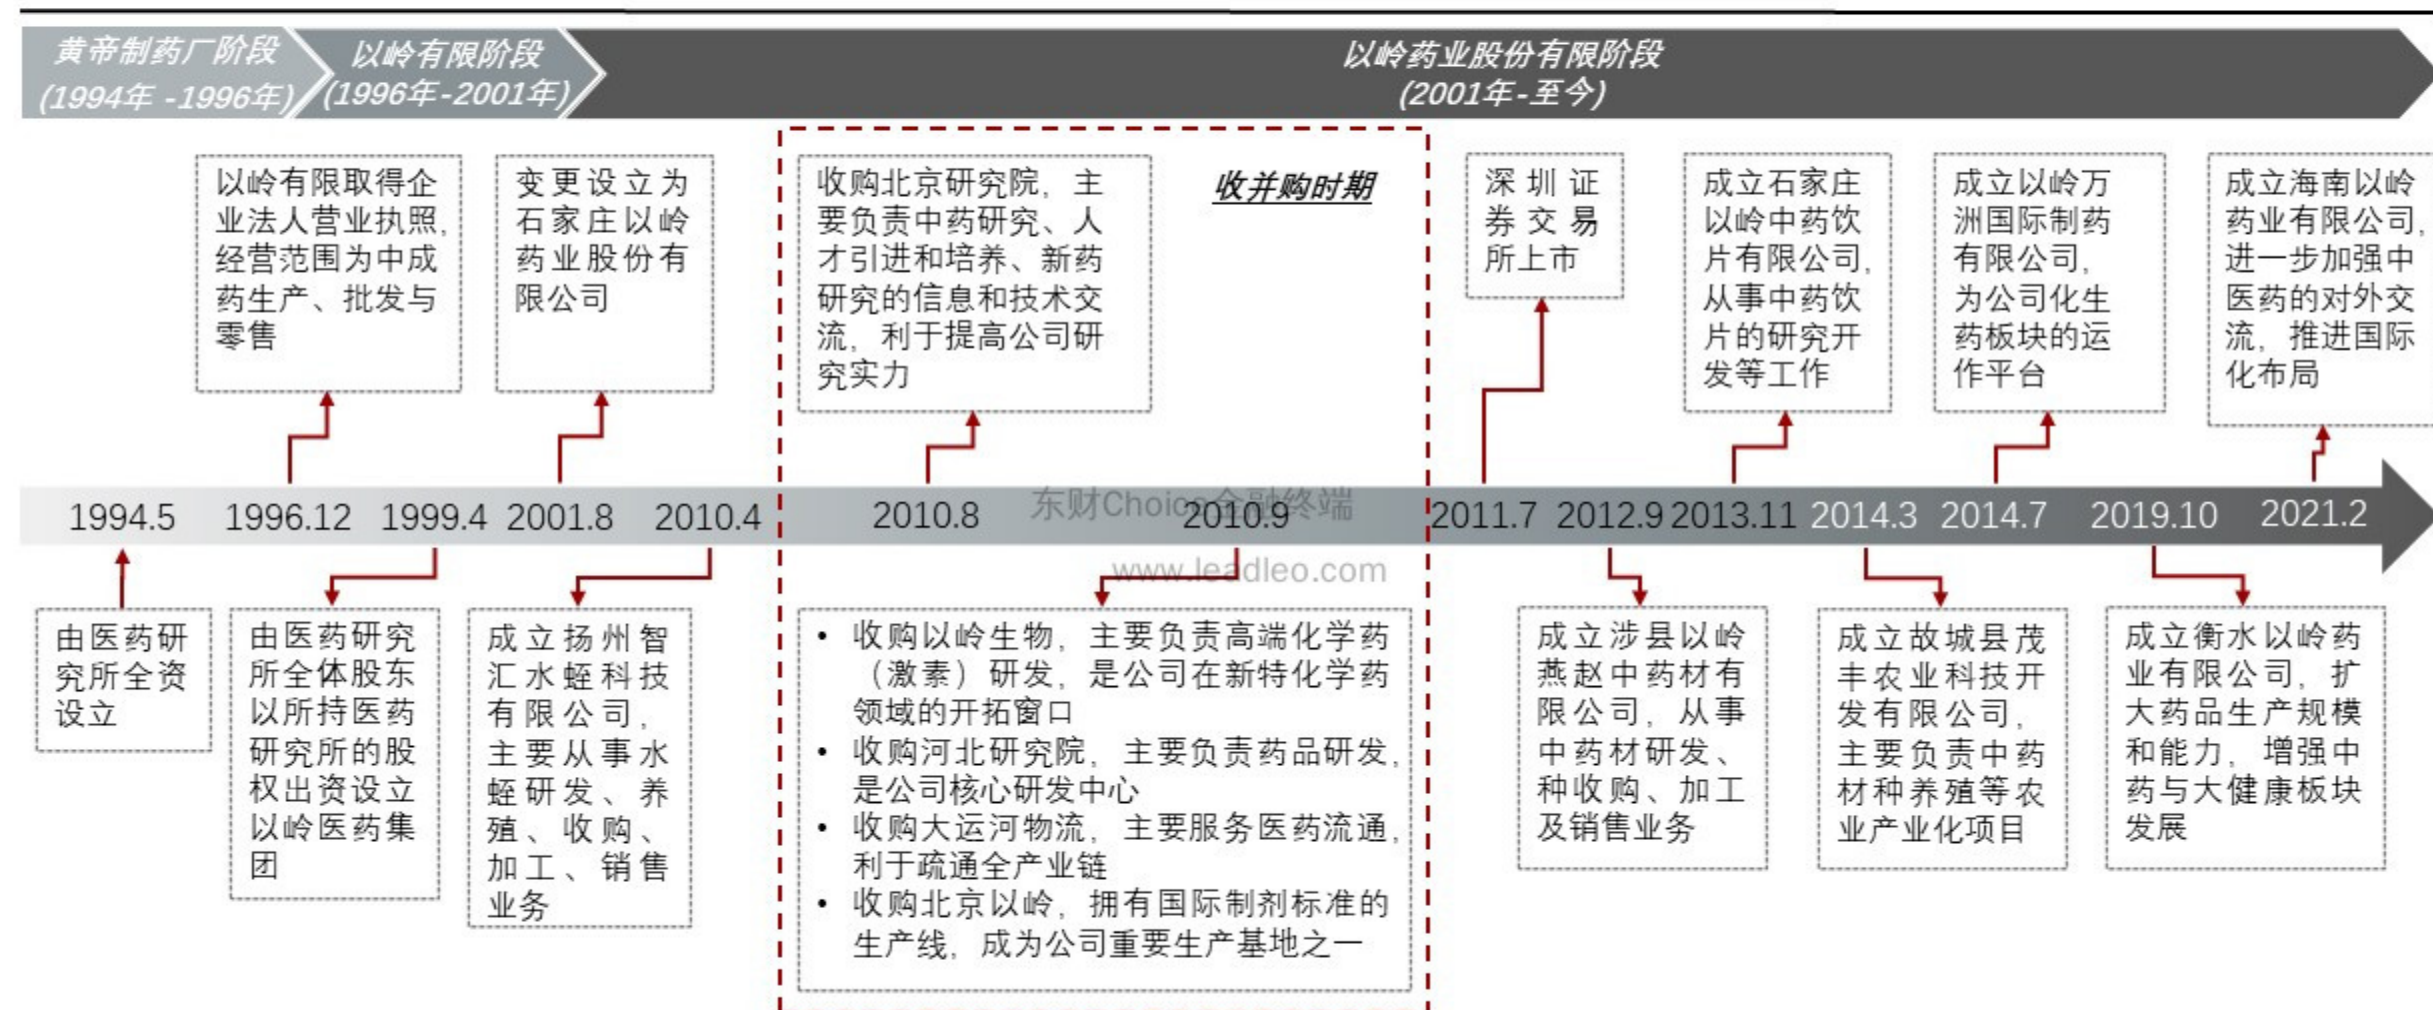 黄帝制药厂阶段
(1994年 -1996年)
以岭有限阶段
(1996年-2001年)
以岭药业股份有限阶段
(2001年-至今)
以岭有限取得企
业法人营业执照,
经营范围为中成
药生产、批发与
零售
变更设立为
石家庄以岭
药业股份有
限公司
收购北京研究院，主
要负责中药研究、人
才引进和培养、新药
研究的信息和技术交
流，利于提高公司研
究实力
收并购时期
深圳证
券交易
所上市
成立石家庄
以岭中药饮
片有限公司,
从事中药饮
片的研究开
发等工作
成立以岭万
洲国际制药
有限公司,
为公司化生
药板块的运
作平台
成立海南以岭
药业有限公司,
进一步加强中
医药的对外交
流，推进国际
化布局
1994.5
1996.12
1999.4
2001.8
2010.4
2010.8
东财Choice金融终端
2010.9
2011.7
2012.9
2013.11
2014.3
2014.7
2019.10
2021.2
www.leadleo.com
由医药研
究所全资
设立
由医药研究
所全体股东
以所持医药
研究所的股
权出资设立
以岭医药集
团
成立扬州智
汇水蛭科技
有限公司,
主要从事水
蛭研发、养
殖、收购、
加工、销售
业务
• 收购以岭生物，主要负责高端化学药
（激素）研发，是公司在新特化学药
领域的开拓窗口
• 收购河北研究院，主要负责药品研发,
是公司核心研发中心
• 收购大运河物流，主要服务医药流通,
利于疏通全产业链
• 收购北京以岭，拥有国际制剂标准的
生产线，成为公司重要生产基地之一
成立涉县以岭
燕赵中药材有
限公司，从事
中药材研发、
种收购、加工
及销售业务
成立故城县茂
丰农业科技开
发有限公司,
主要负责中药
材种养殖等农
业产业化项目
成立衡水以岭药
业有限公司，扩
大药品生产规模
和能力，增强中
药与大健康板块
发展